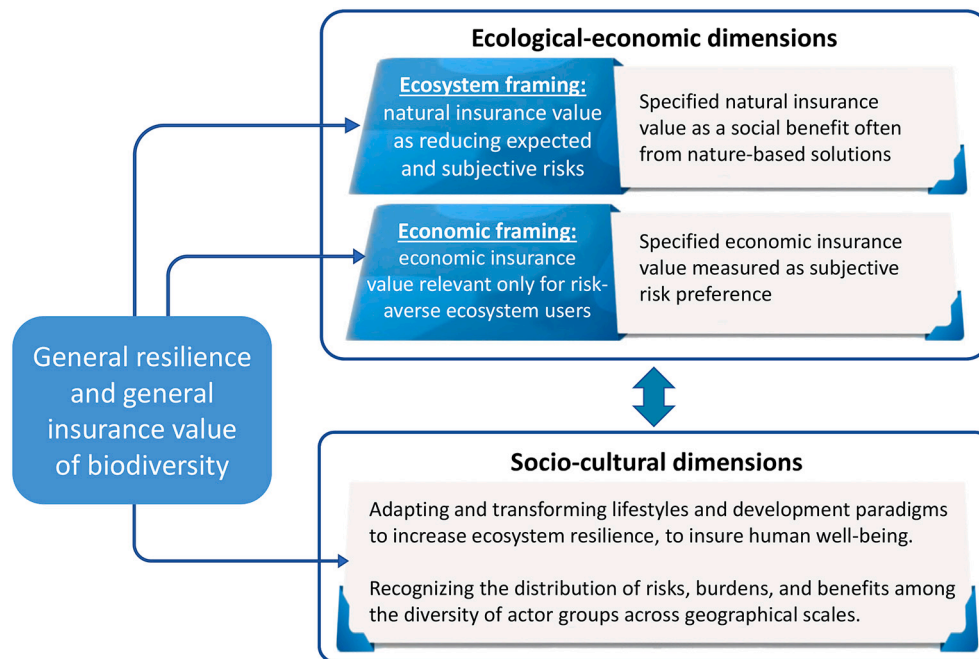 Ecological-economic dimensions
Ecosystem framing:
natural insurance value
as reducing expected
and subjective risks
Specified natural insurance
value as a social benefit often
from nature-based solutions
Economic framing:
economic insurance
value relevant only for risk-
averse ecosystem users
Specified economic insurance
value measured as subjective
risk preference
General resilience
and general
insurance value
of biodiversity
Socio-cultural dimensions
Adapting and transforming lifestyles and development paradigms
to increase ecosystem resilience, to insure human well-being.
Recognizing the distribution of risks, burdens, and benefits among
the diversity of actor groups across geographical scales.